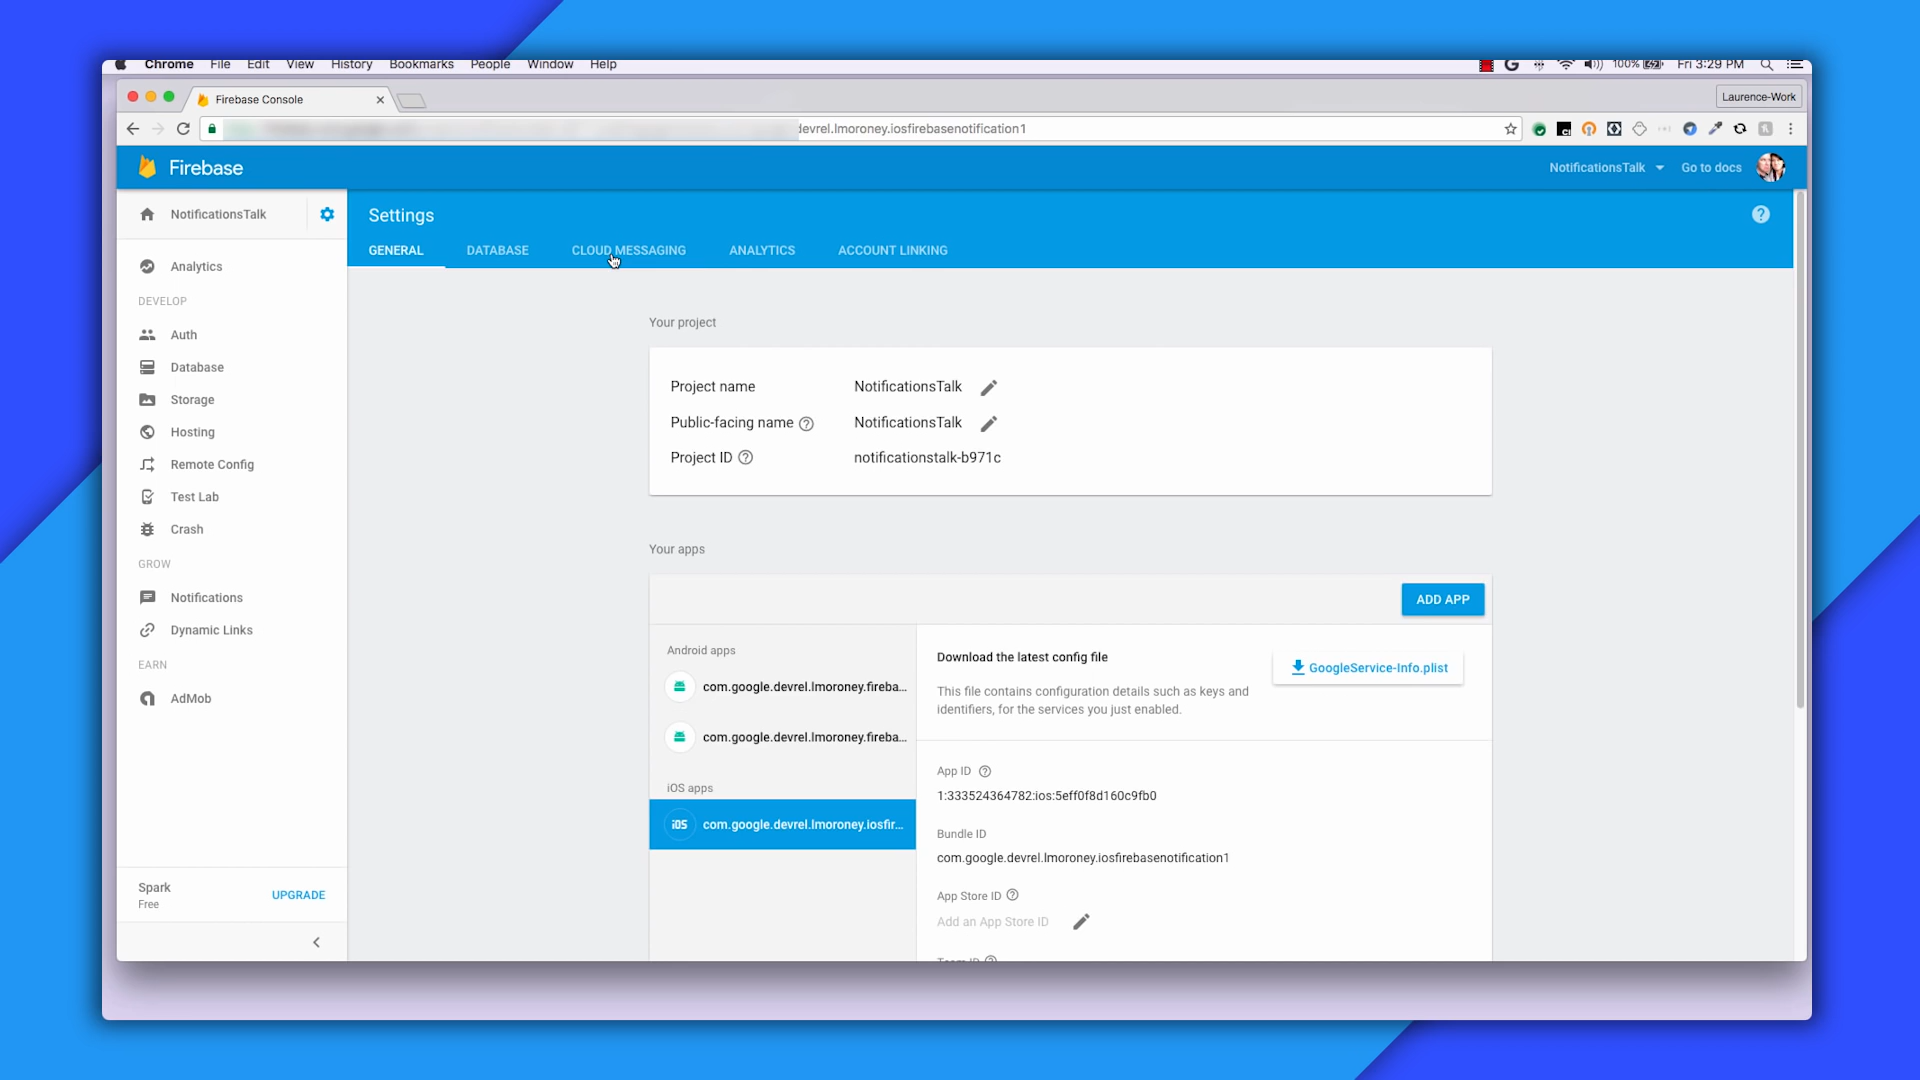 Chrome File Edit View History Bookmarks People Window Help 100% Fri 3:29 PM
Firebase Console
Laurence-Work
devrel.lmoroney.iosfirebasenotification1
Firebase
NotificationsTalk Go to docs
NotificationsTalk
Settings
GENERAL DATABASE CLOUD MESSAGING ANALYTICS ACCOUNT LINKING
Analytics
DEVELOP
Auth
Database
Storage
Hosting
Remote Config
Test Lab
Crash
GROW
Notifications
Dynamic Links
EARN
AdMob
Spark
Free
UPGRADE
Your project
Project name NotificationsTalk
Public-facing name NotificationsTalk
Project ID notificationstalk-b971c
Your apps
ADD APP
Android apps
com.google.devrel.lmoroney.fireba...
com.google.devrel.lmoroney.fireba...
iOS apps
iOS com.google.devrel.lmoroney.iosfir...
Download the latest config file
GoogleService-Info.plist
This file contains configuration details such as keys and
identifiers, for the services you just enabled.
App ID
1:333524364782:ios:5eff0f8d160c9fb0
Bundle ID
com.google.devrel.lmoroney.iosfirebasenotification1
App Store ID
Add an App Store ID
Team ID